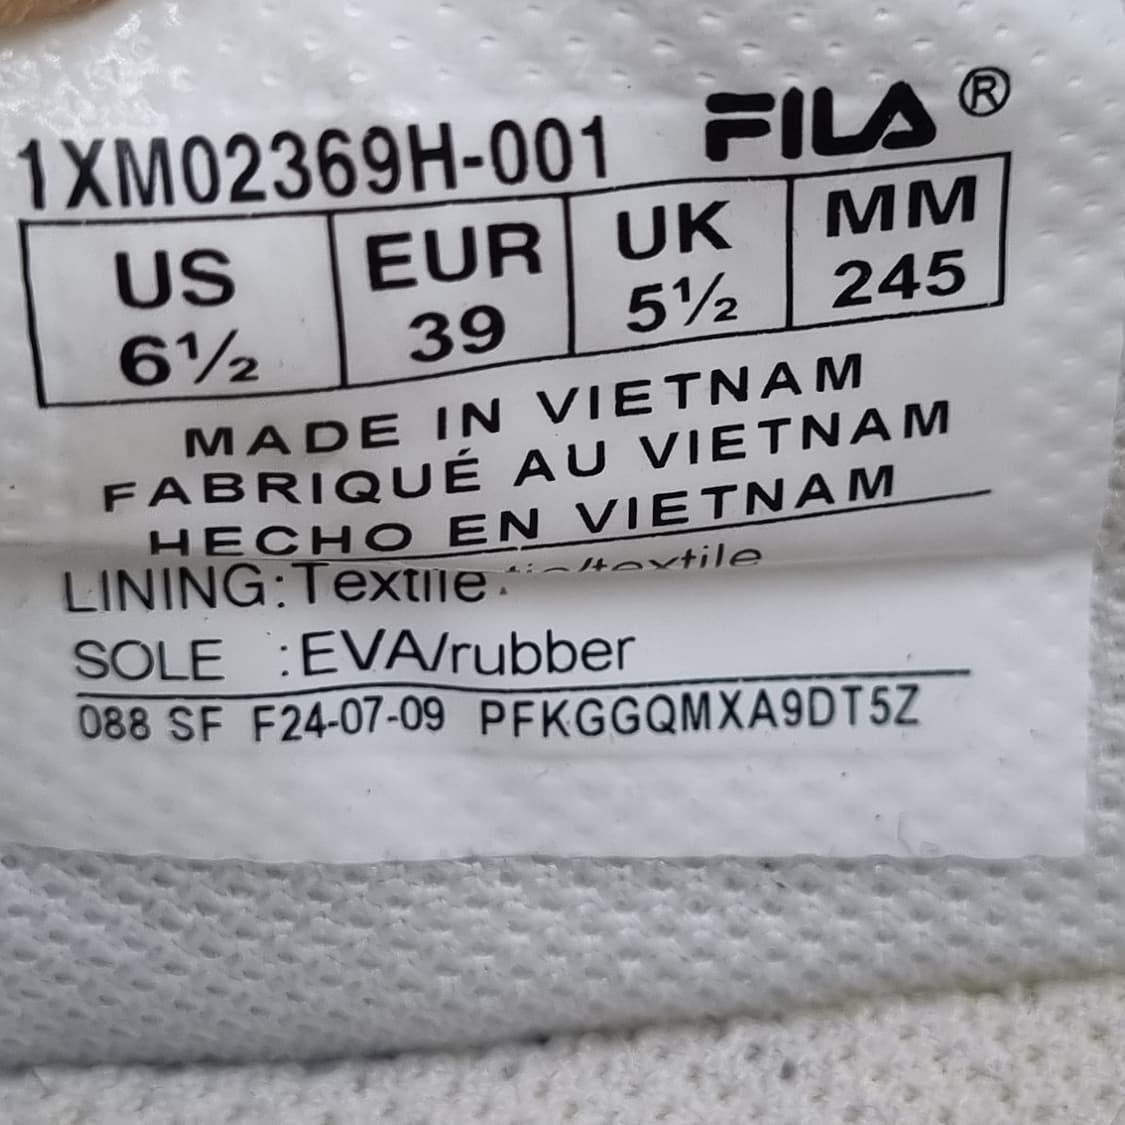 FILA®
1XM02369H-001
US EUR UK MM
6½ 39 5½ 245
MADE IN VIETNAM
FABRIQUÉ AU VIETNAM
HECHO EN VIETNAM
/textile
LINING:Textile
SOLE :EVA/rubber
088 SF F24-07-09 PFKGGQMXA9DT5Z